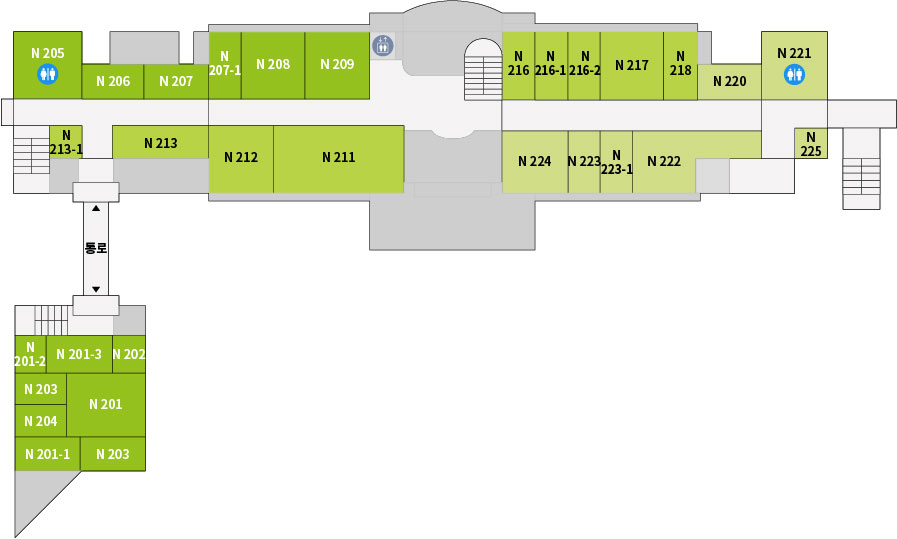 N 205
N 206
N 207
N
207-1
N 208
N 209
N
216
N
216-1
N
216-2
N 217
N
218
N 220
N 221
N
213-1
N 213
N 212
N 211
N 224
N 223
N
223-1
N 222
N
225
통로
N
201-2
N 201-3
N 202
N 203
N 201
N 204
N 201-1
N 203